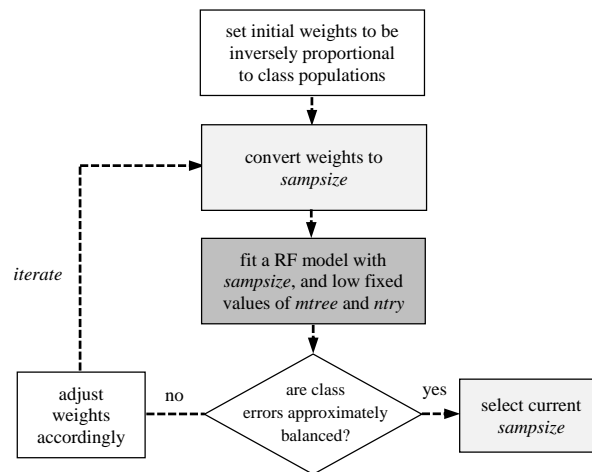 set initial weights to be
inversely proportional
to class populations
convert weights to
sampsize
iterate
fit a RF model with
sampsize, and low fixed
values of mtree and ntry
adjust
weights
accordingly
no
are class
errors approximately
balanced?
yes
select current
sampsize